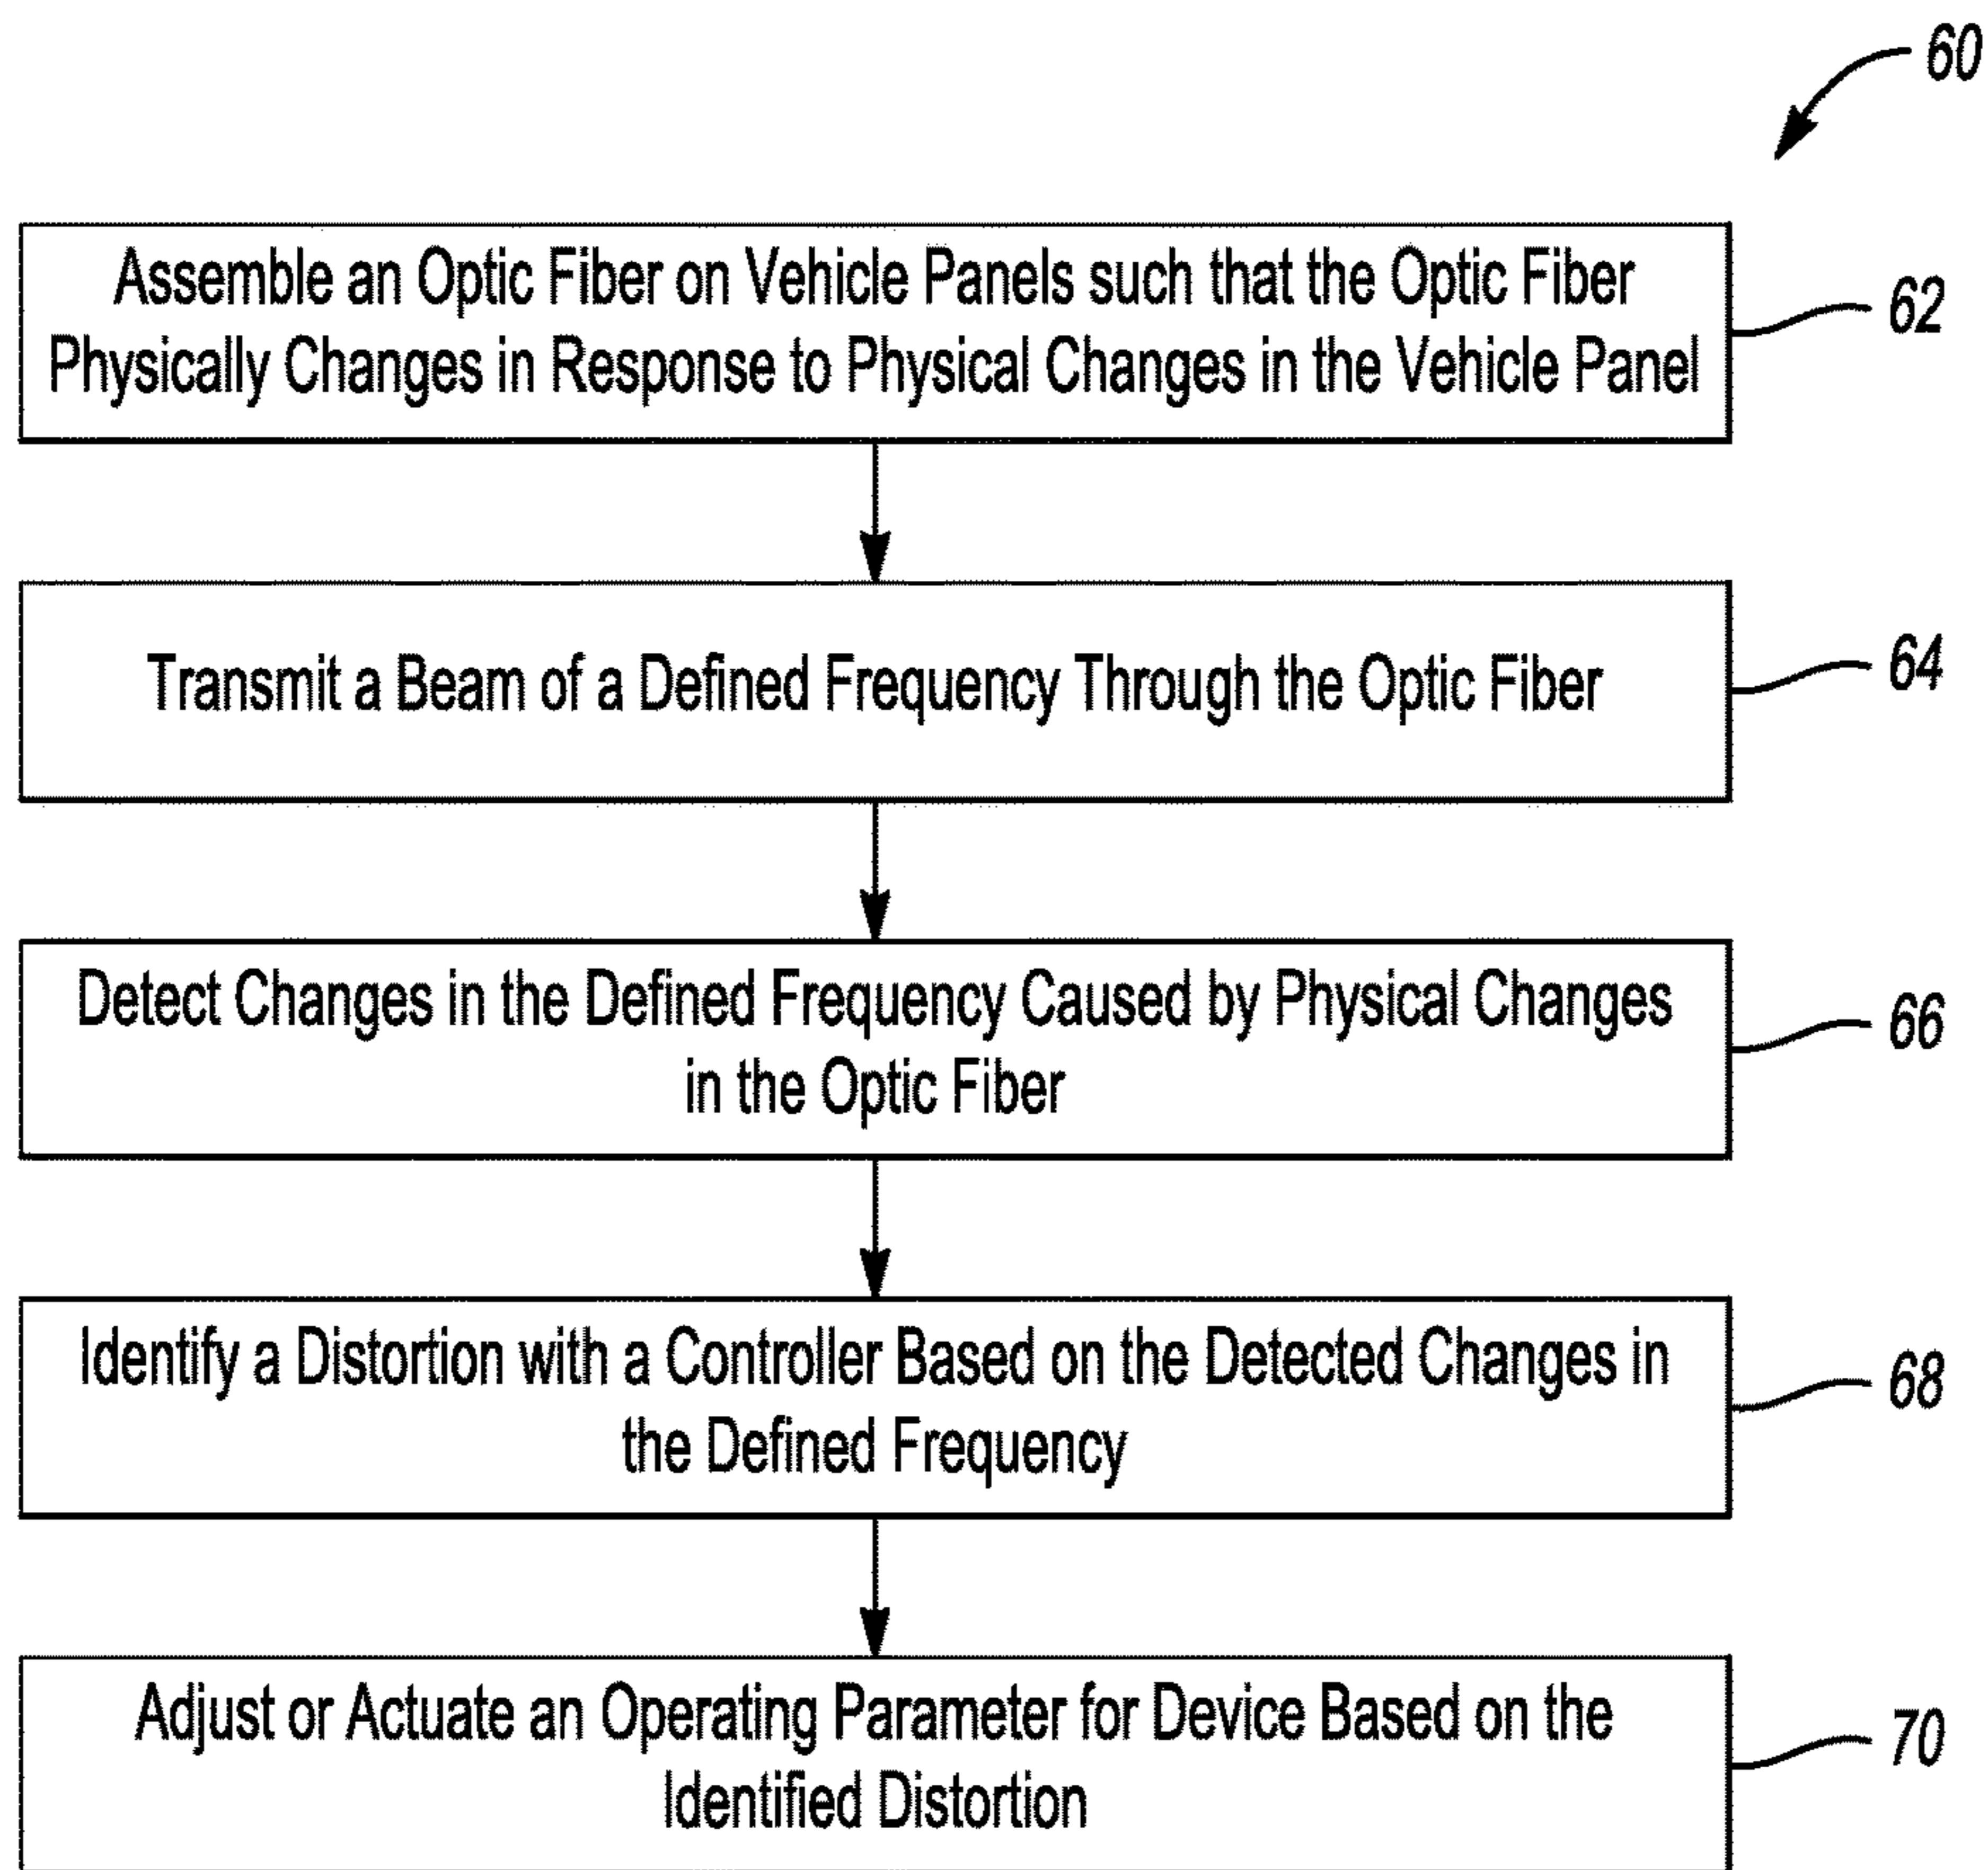 60
Assemble an Optic Fiber on Vehicle Panels such that the Optic Fiber
Physically Changes in Response to Physical Changes in the Vehicle Panel
62
Transmit a Beam of a Defined Frequency Through the Optic Fiber
64
Detect Changes in the Defined Frequency Caused by Physical Changes
in the Optic Fiber
66
Identify a Distortion with a Controller Based on the Detected Changes in
the Defined Frequency
68
Adjust or Actuate an Operating Parameter for Device Based on the
Identified Distortion
70